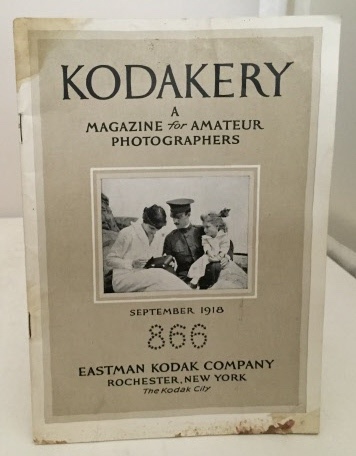 KODAKERY
A
MAGAZINE for AMATEUR
PHOTOGRAPHERS
SEPTEMBER 1918
866
EASTMAN KODAK COMPANY
ROCHESTER, NEW YORK
The Kodak City